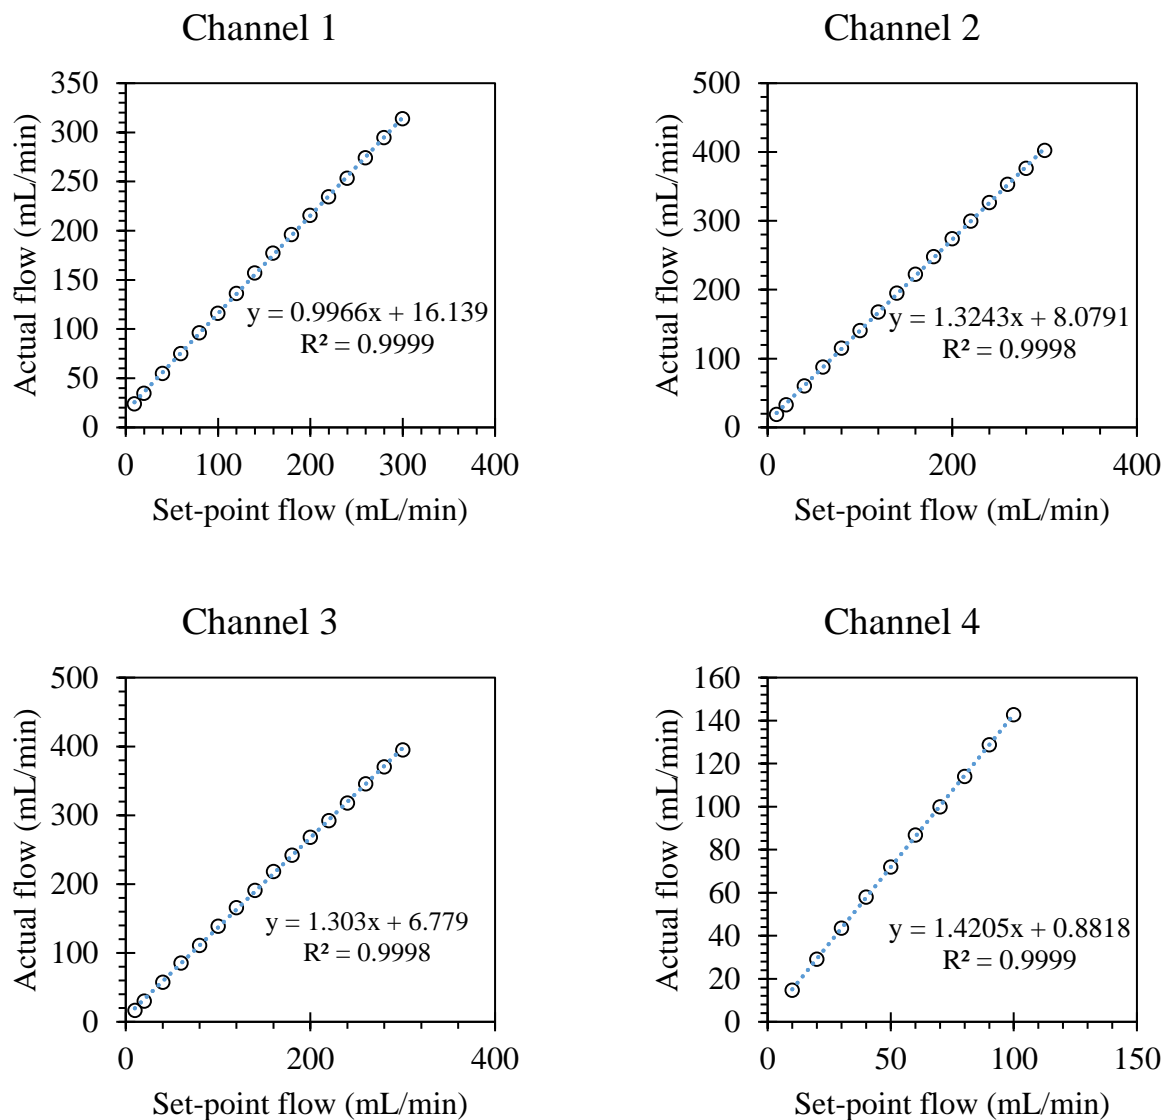 Channel 1
350
300
250
200
150
100
50
0
Actual flow (mL/min)
y = 0.9966x + 16.139
R² = 0.9999
0 100 200 300 400
Set-point flow (mL/min)
Channel 2
500
400
300
200
100
0
Actual flow (mL/min)
y = 1.3243x + 8.0791
R² = 0.9998
0 200 400
Set-point flow (mL/min)
Channel 3
500
400
300
200
100
0
Actual flow (mL/min)
y = 1.303x + 6.779
R² = 0.9998
0 200 400
Set-point flow (mL/min)
Channel 4
160
140
120
100
80
60
40
20
0
Actual flow (mL/min)
y = 1.4205x + 0.8818
R² = 0.9999
0 50 100 150
Set-point flow (mL/min)